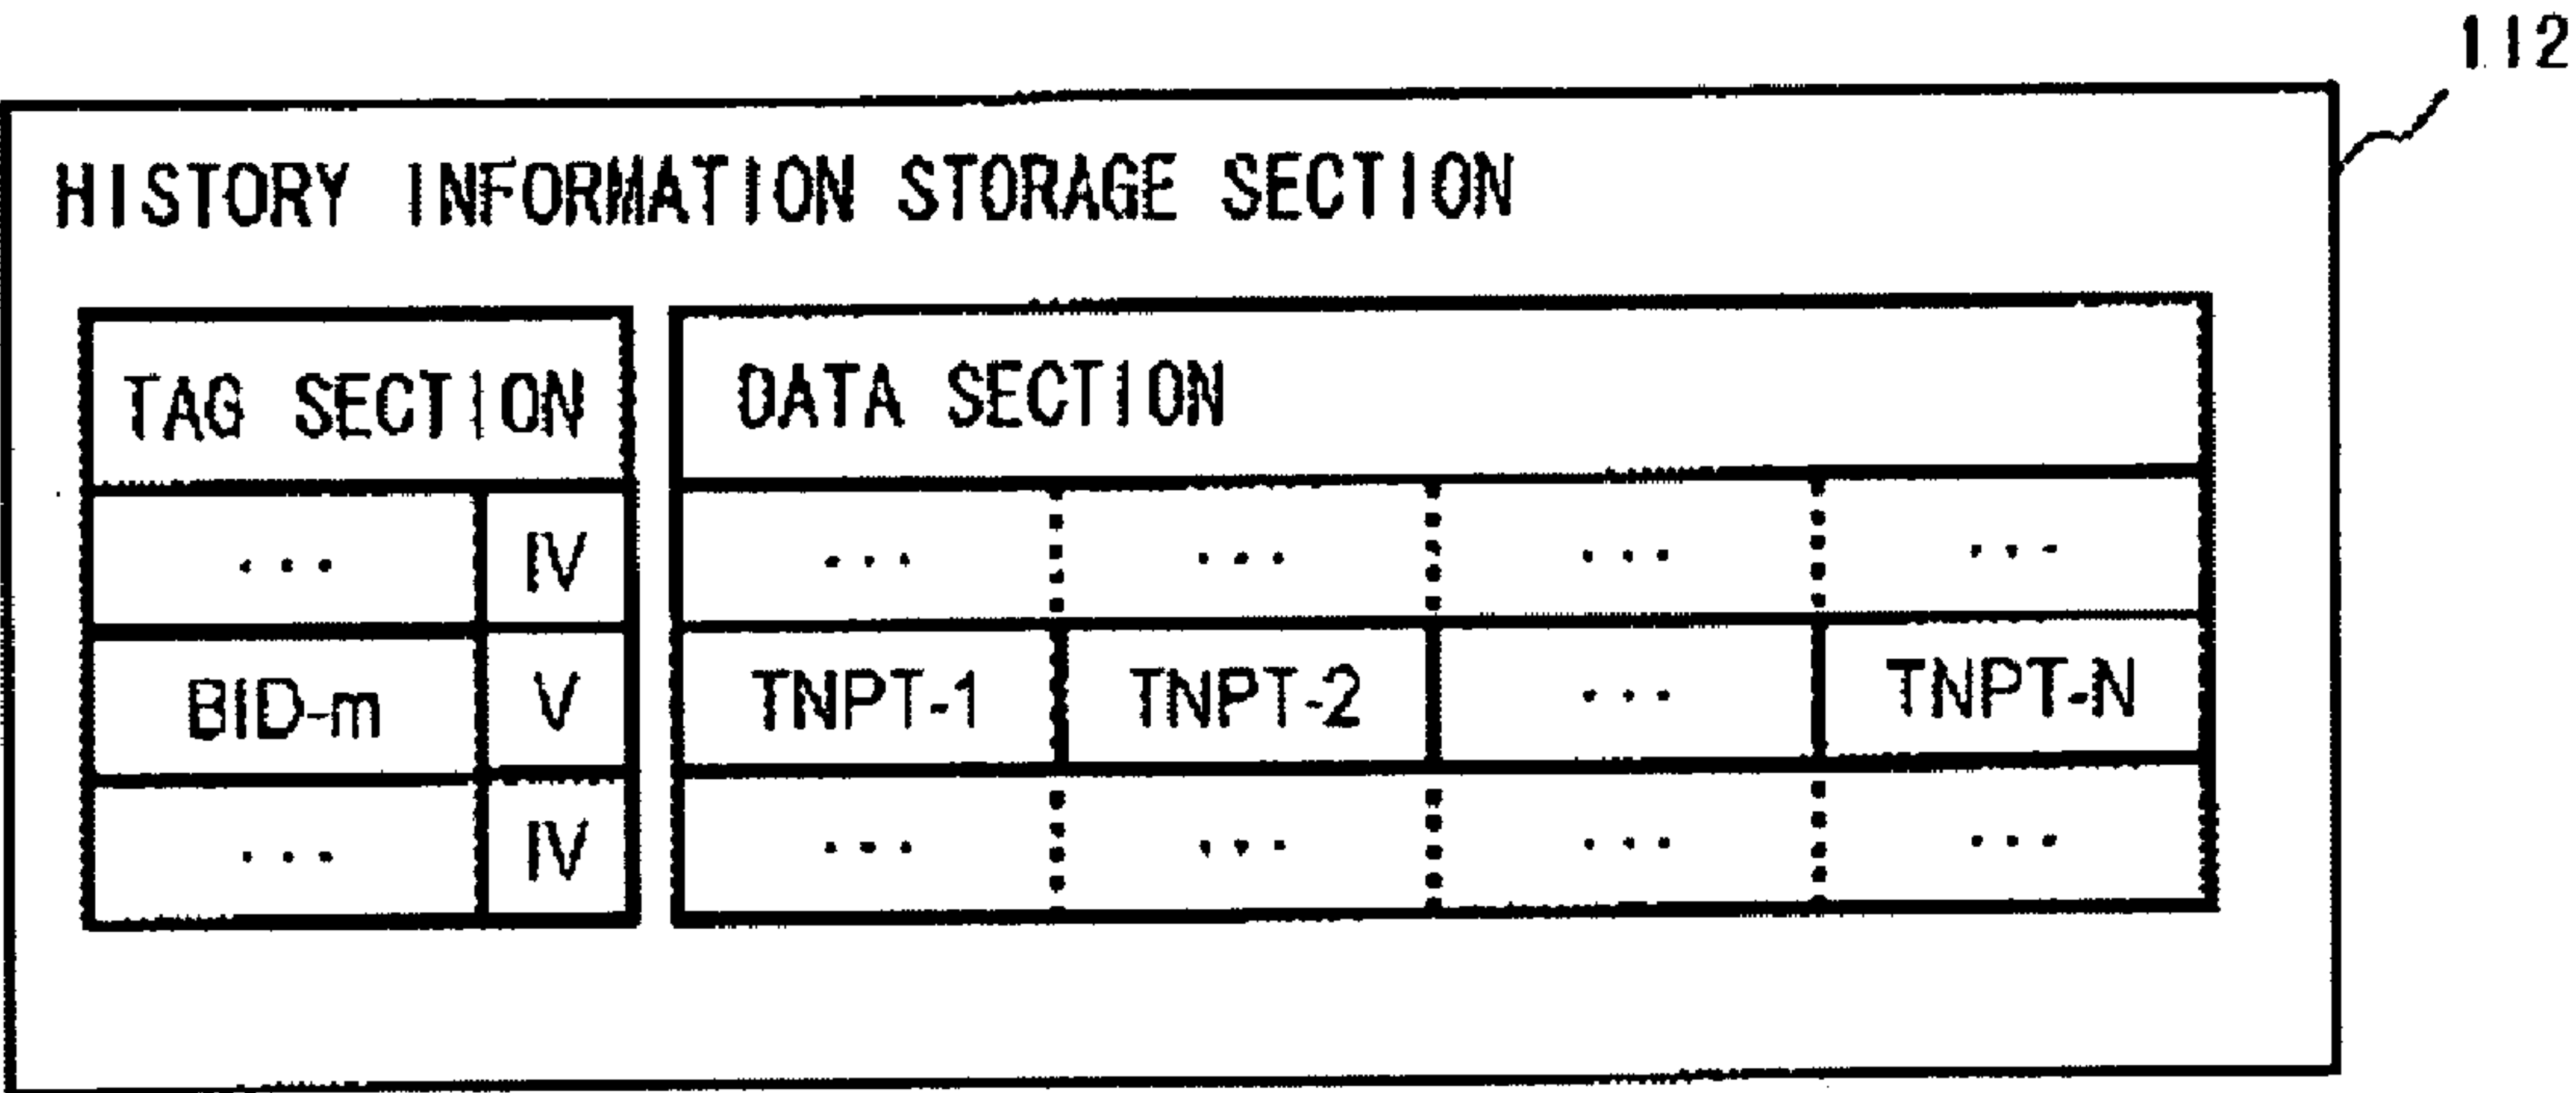 112
HISTORY INFORMATION STORAGE SECTION
TAG SECTION DATA SECTION
... IV ... ... ... ...
BID-m V TNPT-1 TNPT-2 ... TNPT-N
... IV ... ... ... ...